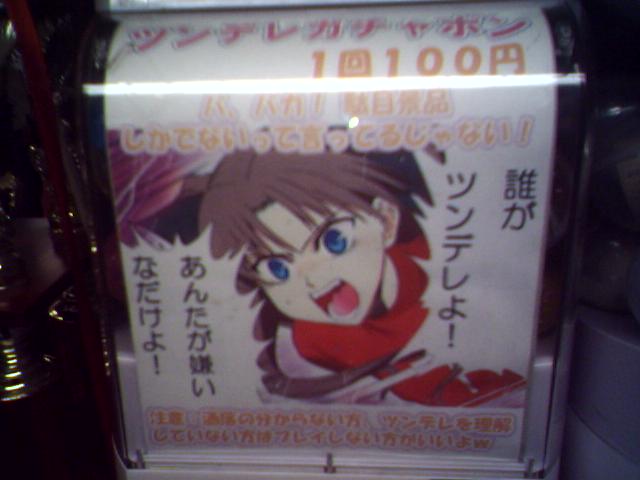 ツンデレガチャポン
1回100円
バ、バカ！駄目景品
しかでないって言ってるじゃない！
誰が
ツンデレよ！
あんたが嫌い
なだけよ！
注意：洒落の分からない方、ツンデレを理解
していない方はプレイしない方がいいよw